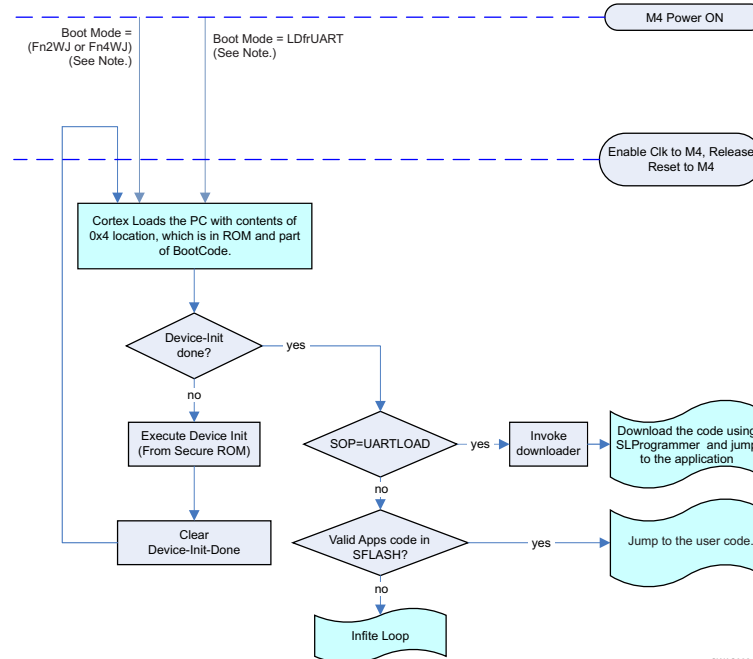 M4 Power ON
Boot Mode =
(Fn2WJ or Fn4WJ)
(See Note.)
Boot Mode = LDfrUART
(See Note.)
Enable Clk to M4, Release
Reset to M4
Cortex Loads the PC with contents of
0x4 location, which is in ROM and part
of BootCode.
Device-Init
done?
yes
no
Execute Device Init
(From Secure ROM)
Clear
Device-Init-Done
SOP=UARTLOAD
yes
Invoke
downloader
Download the code using
SLProgrammer and jump
to the application
no
Valid Apps code in
SFLASH?
yes
Jump to the user code.
no
Infite Loop